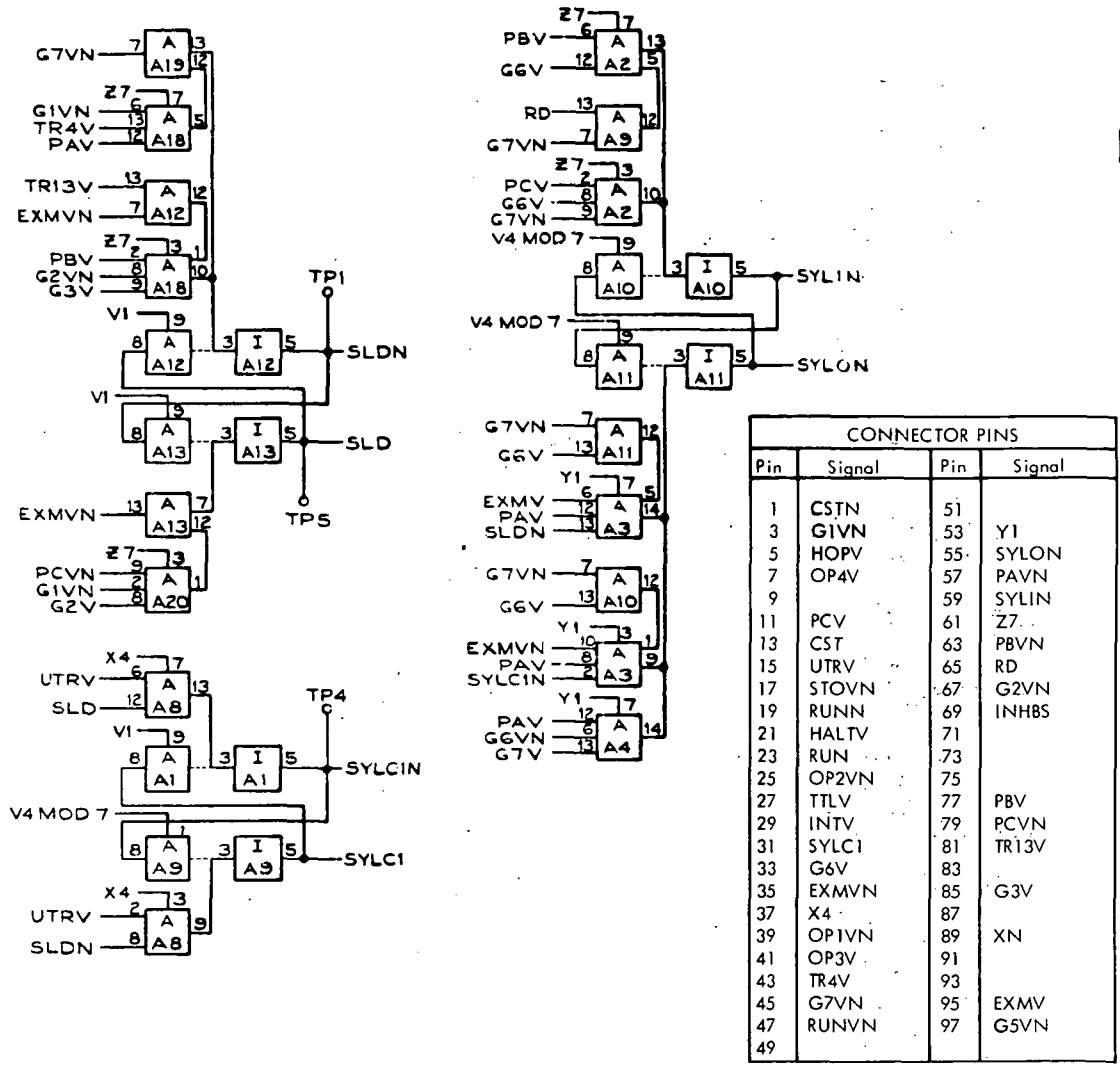 G7VN 7 A 13
A19 12
Z7 7
G1VN 6 A
TR4V 13 5
PAV 12 A18
TR13V 13 A 12
EXMVN 7 A12
Z7 3
PBV 2 A 1
G2VN 8 10
G3V 9 A18
TP1
V1 9
8 A 3 I 5 SLDN
A12 A12
V1 9
8 A 3 I 5 SLD
A13 A13
TP5
EXMVN 13 A 7
A13 12
Z7 3
PCVN 9 A
G1VN 2 1
G2V 8 A20
X4 7
UTRV 6 A 13
SLD 12 A8
TP4
V1 9
8 A 3 I 5 SYLC1N
A1 A1
V4 MOD 7 1
8 A 3 I 5 SYLC1
A9 A9
X4 3
UTRV 2 A 9
SLDN 8 A8
Z7 7
PBV 6 A 13
G6V 12 A2 5
RD 13 A 12
G7VN 7 A9
Z7 3
PCV 2 A
G6V 8 10
G7VN 9 A2
V4 MOD 7 9
8 A 3 I 5 SYL1N
A10 A10
V4 MOD 7 9
8 A 3 I 5 SYL0N
A11 A11
G7VN 7 A 12
G6V 13 A11
Y1 7
EXMV 6 A 5
PAV 12 14
SLDN 13 A3
G7VN 7 A 12
G6V 13 A10
Y1 3
EXMVN 10 A 1
PAV 8 9
SYLC1N 2 A3
Y1 7
PAV 12 A
G6VN 6 14
G7V 13 A4
CONNECTOR PINS
Pin Signal Pin Signal
1 CSTN 51
3 G1VN 53 Y1
5 HOPV 55 SYLON
7 OP4V 57 PAVN
9 59 SYLIN
11 PCV 61 Z7
13 CST 63 PBVN
15 UTRV 65 RD
17 STOVN 67 G2VN
19 RUNN 69 INHBS
21 HALTV 71
23 RUN 73
25 OP2VN 75
27 TTLV 77 PBV
29 INTV 79 PCVN
31 SYLC1 81 TR13V
33 G6V 83
35 EXMVN 85 G3V
37 X4 87
39 OP1VN 89 XN
41 OP3V 91
43 TR4V 93
45 G7VN 95 EXMV
47 RUNVN 97 G5VN
49